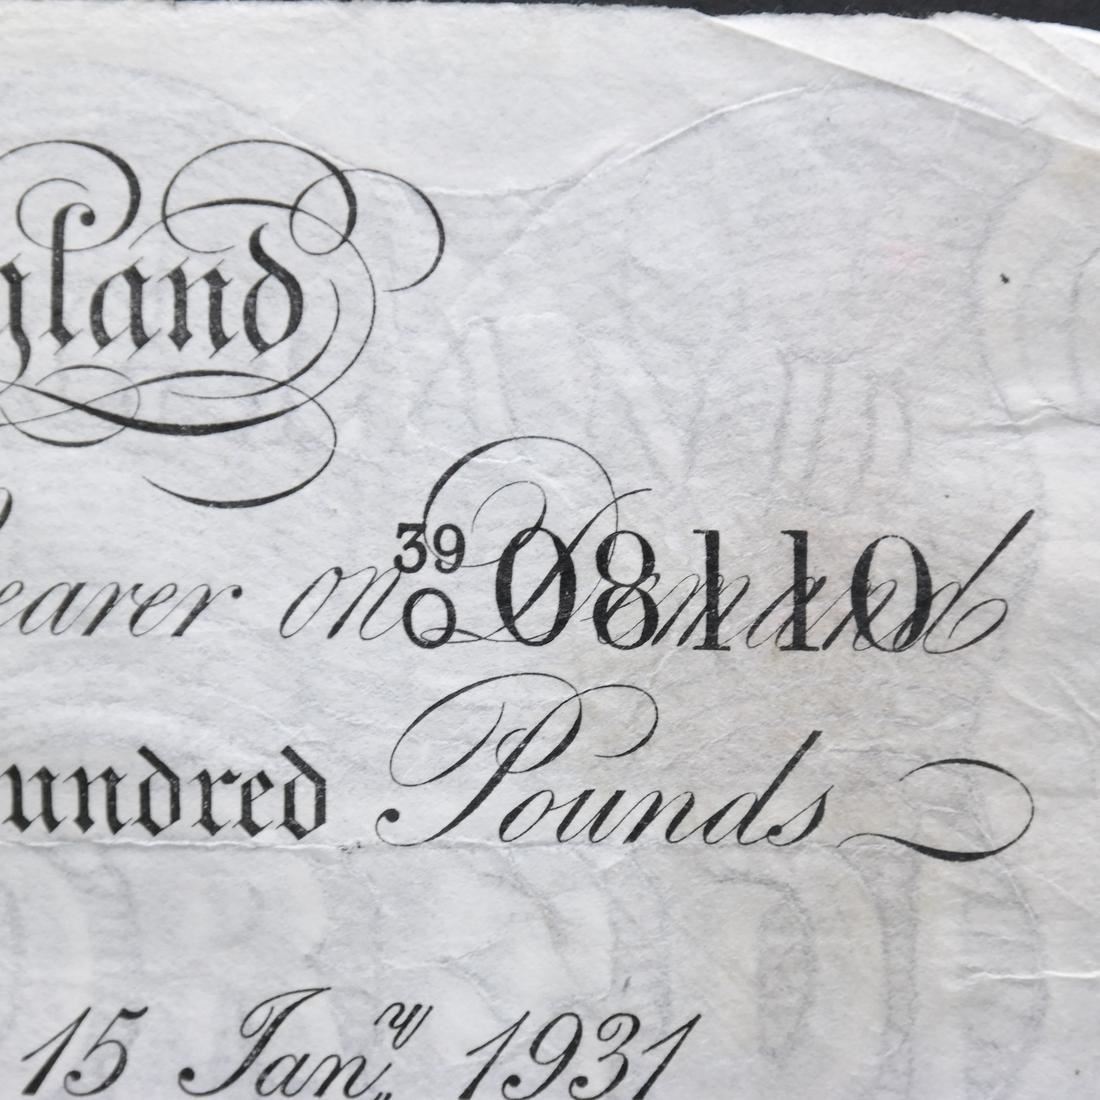 gland
earer on Demand
39
O 08110
undred Pounds
15 Jan.y 1931